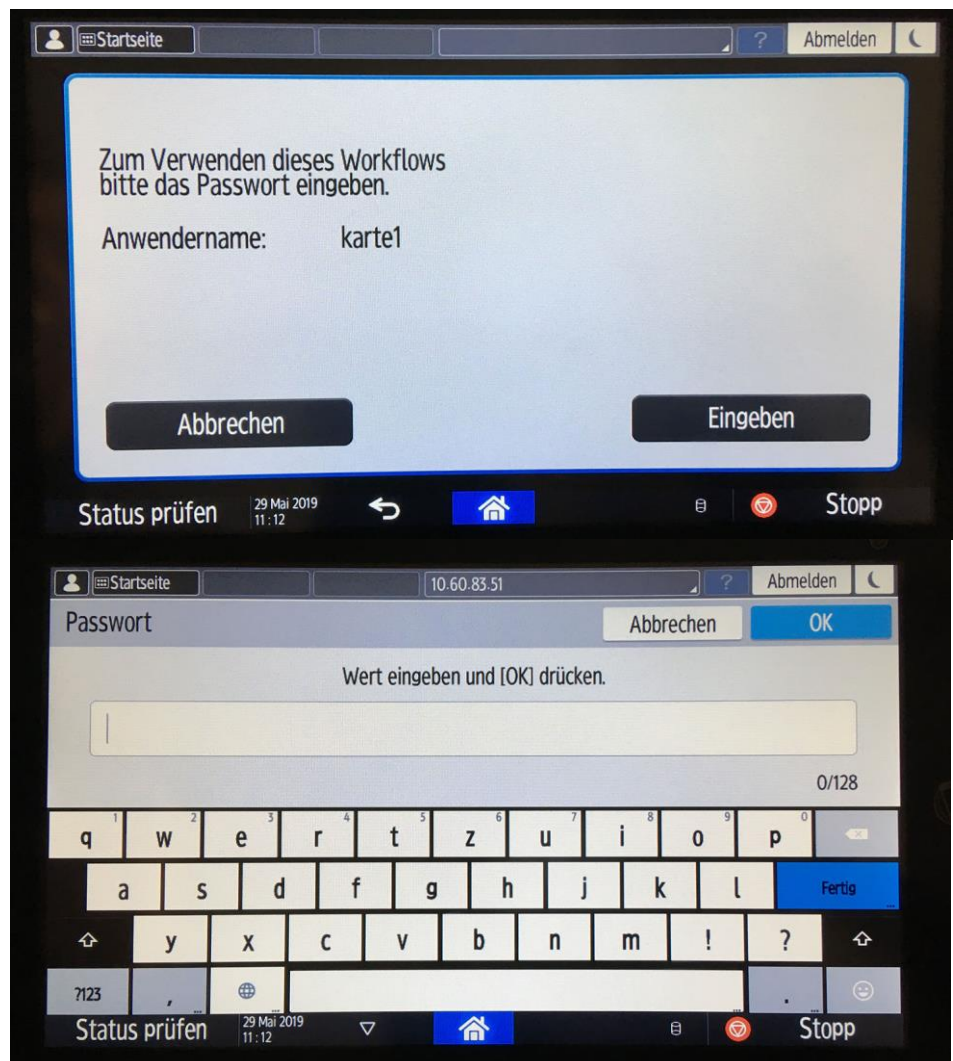 Startseite ? Abmelden
Zum Verwenden dieses Workflows
bitte das Passwort eingeben.
Anwendername: karte1
Abbrechen Eingeben
Status prüfen 29 Mai 2019 11:12 Stopp
Startseite 10.60.83.51 ? Abmelden
Passwort Abbrechen OK
Wert eingeben und [OK] drücken.
0/128
1 2 3 4 5 6 7 8 9 0
q w e r t z u i o p
a s d f g h j k l Fertig
y x c v b n m ! ?
?123 , .
Status prüfen 29 Mai 2019 11:12 Stopp